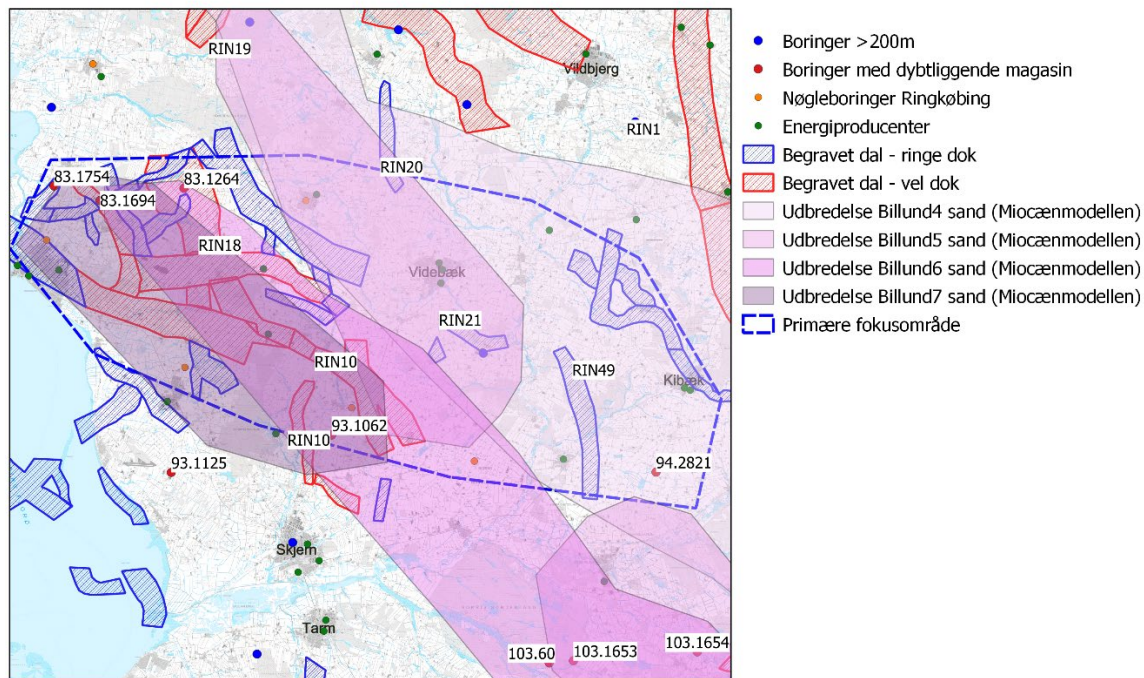 RIN19
Vildbjerg
RIN1
RIN20
83.1754
83.1264
83.1694
RIN18
Videbæk
RIN21
RIN10
RIN49
Kibæk
93.1062
RIN10
93.1125
94.2821
Skjern
Tarm
103.60
103.1653
103.1654
Boringer >200m
Boringer med dybtliggende magasin
Nøgleboringer Ringkøbing
Energiproducenter
Begravet dal - ringe dok
Begravet dal - vel dok
Udbredelse Billund4 sand (Miocænmodellen)
Udbredelse Billund5 sand (Miocænmodellen)
Udbredelse Billund6 sand (Miocænmodellen)
Udbredelse Billund7 sand (Miocænmodellen)
Primære fokusområde